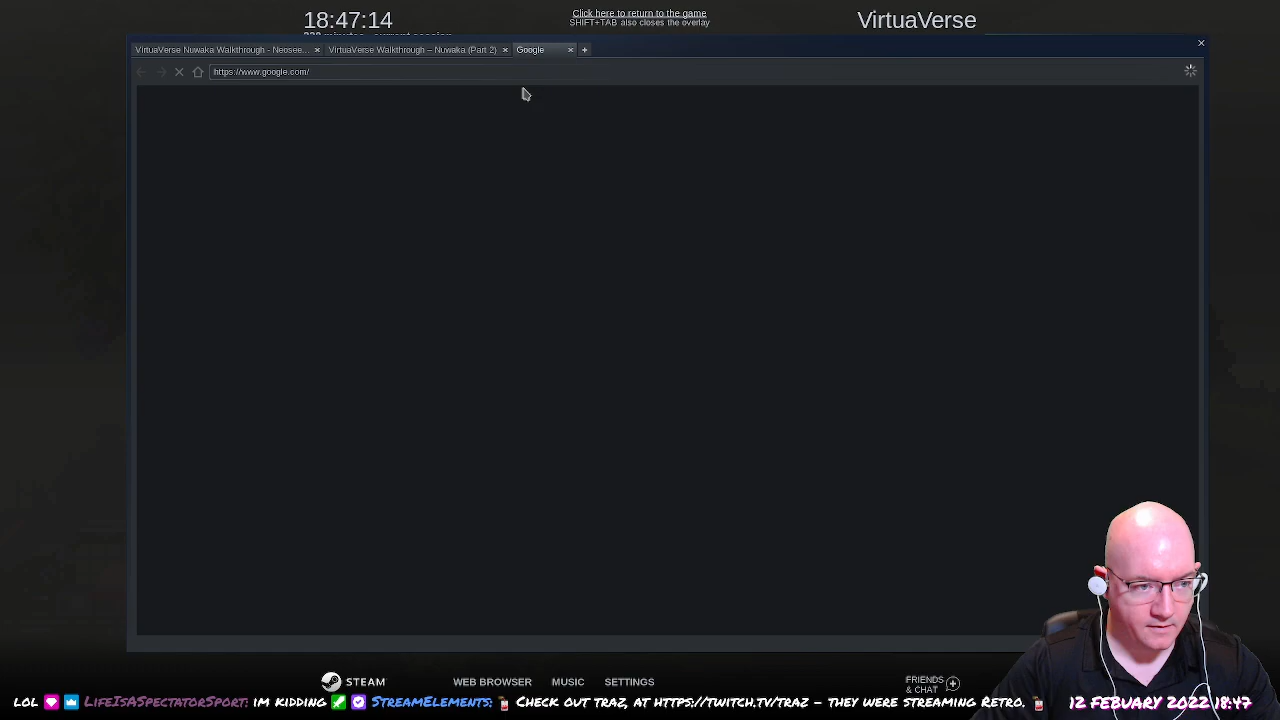 18:47:14
Click here to return to the game
SHIFT+TAB also closes the overlay
VirtuaVerse
VirtuaVerse Nuwaka Walkthrough - Neosee...
VirtuaVerse Walkthrough – Nuwaka (Part 2)
Google
https://www.google.com/
STEAM
WEB BROWSER
MUSIC
SETTINGS
FRIENDS
& CHAT
LOL LifeIsASpectatorSport: im kidding StreamElements: Check out traz, at https://twitch.tv/traz - they were streaming Retro.
12 Febuary 2022 18:47